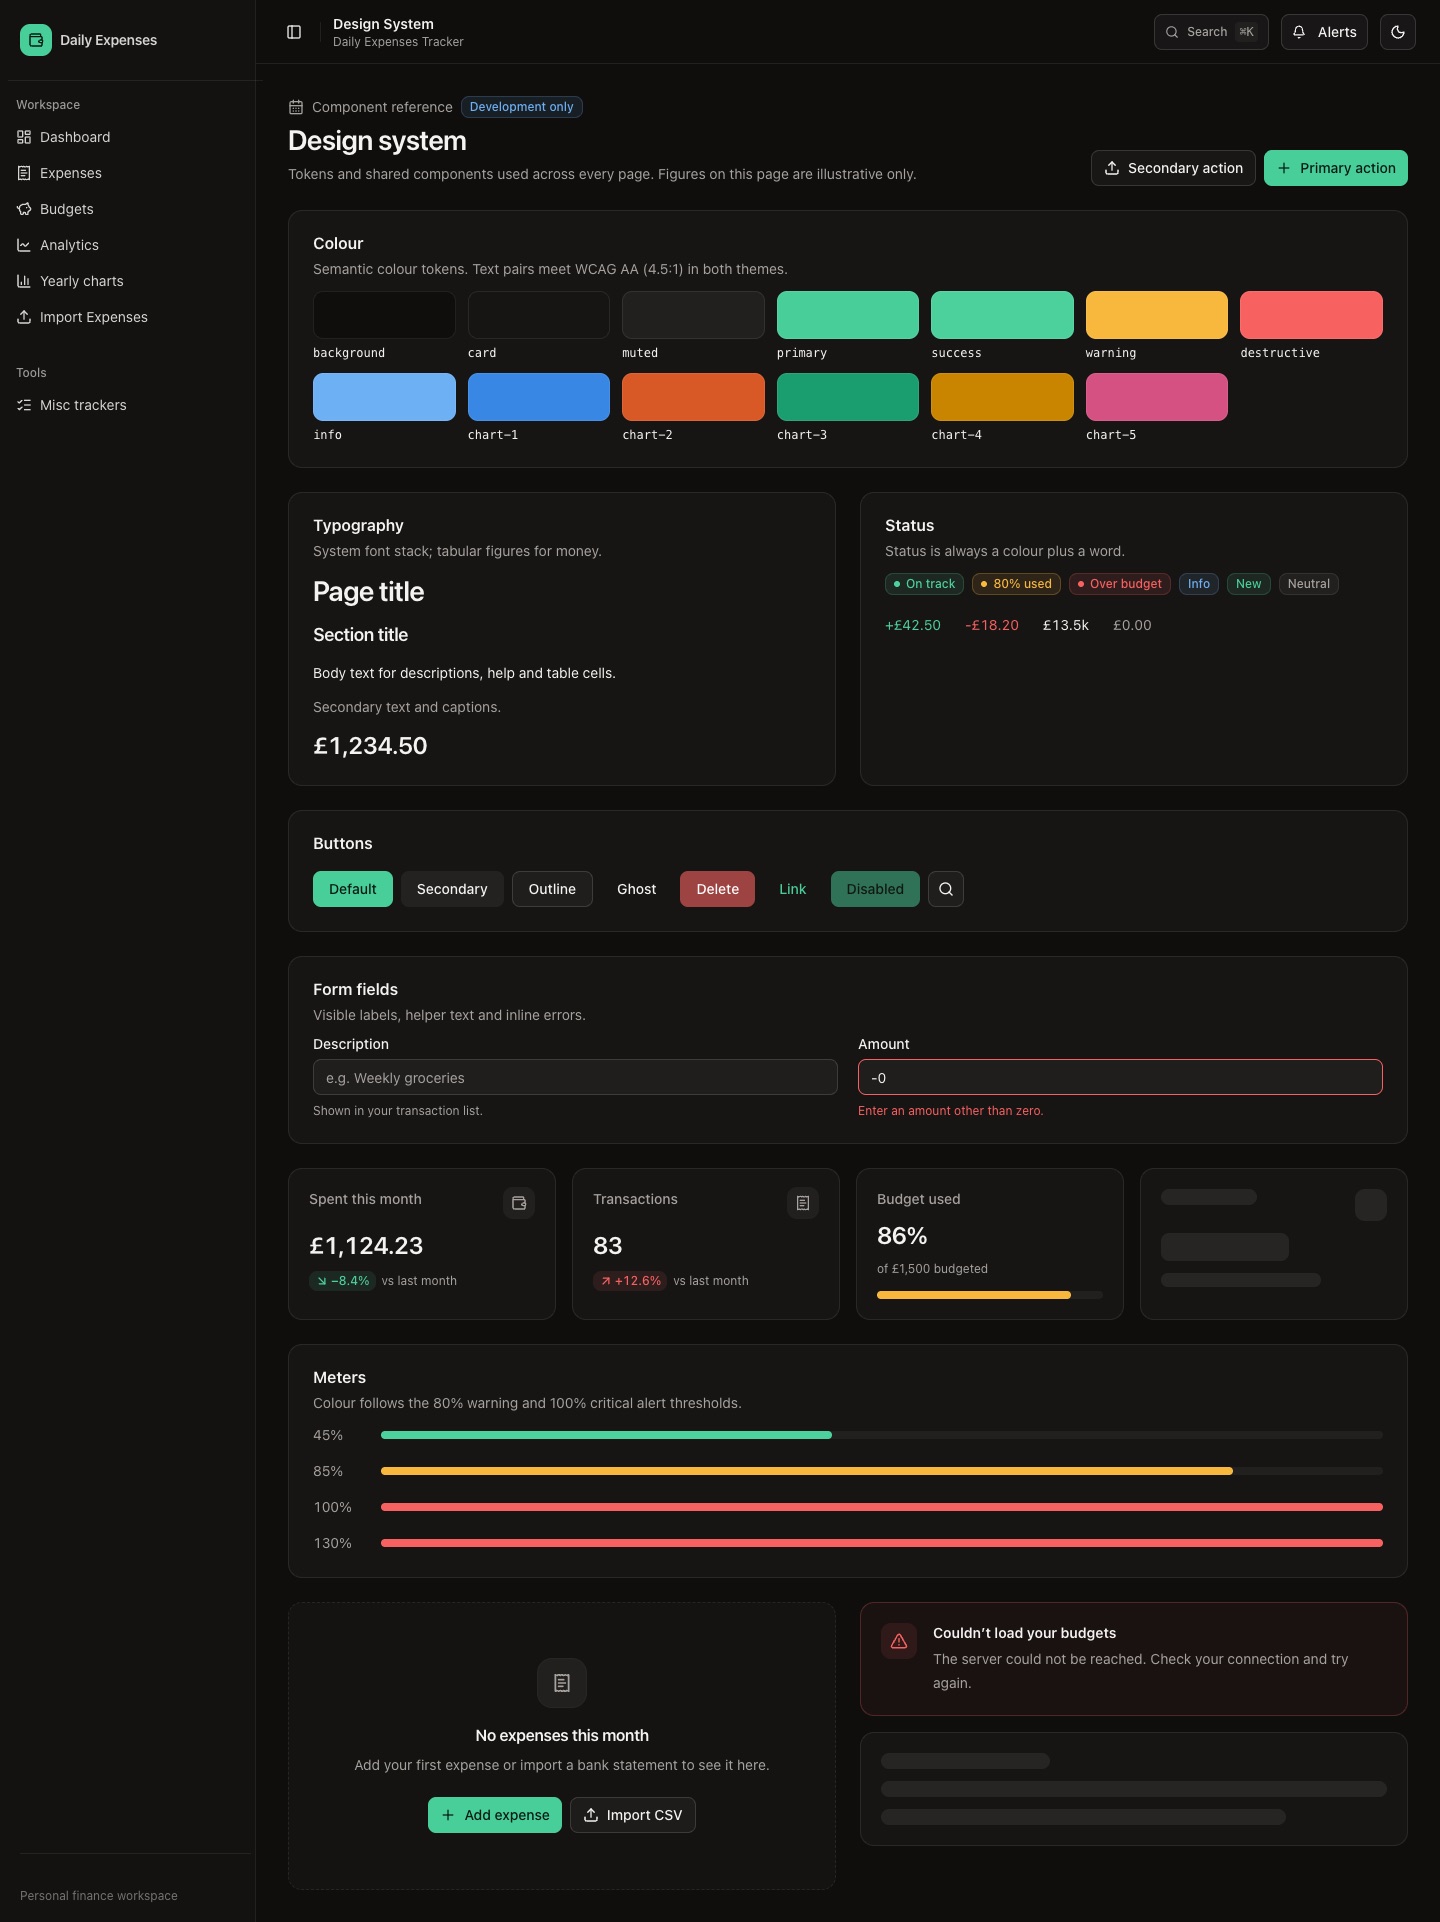 Daily Expenses
Workspace
Dashboard
Expenses
Budgets
Analytics
Yearly charts
Import Expenses
Tools
Misc trackers
Personal finance workspace
Design System
Daily Expenses Tracker
Search ⌘K
Alerts
Component reference Development only
Design system
Tokens and shared components used across every page. Figures on this page are illustrative only.
Secondary action
Primary action
Colour
Semantic colour tokens. Text pairs meet WCAG AA (4.5:1) in both themes.
background card muted primary success warning destructive
info chart-1 chart-2 chart-3 chart-4 chart-5
Typography
System font stack; tabular figures for money.
Page title
Section title
Body text for descriptions, help and table cells.
Secondary text and captions.
£1,234.50
Status
Status is always a colour plus a word.
On track 80% used Over budget Info New Neutral
+£42.50 -£18.20 £13.5k £0.00
Buttons
Default Secondary Outline Ghost Delete Link Disabled
Form fields
Visible labels, helper text and inline errors.
Description
e.g. Weekly groceries
Shown in your transaction list.
Amount
-0
Enter an amount other than zero.
Spent this month
£1,124.23
−8.4% vs last month
Transactions
83
+12.6% vs last month
Budget used
86%
of £1,500 budgeted
Meters
Colour follows the 80% warning and 100% critical alert thresholds.
45%
85%
100%
130%
No expenses this month
Add your first expense or import a bank statement to see it here.
Add expense
Import CSV
Couldn’t load your budgets
The server could not be reached. Check your connection and try
again.